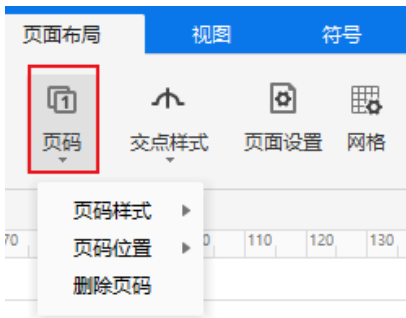 页面布局 视图 符号
页码 交点样式 页面设置 网格
页码样式
70 0 110 120 130
页码位置
删除页码